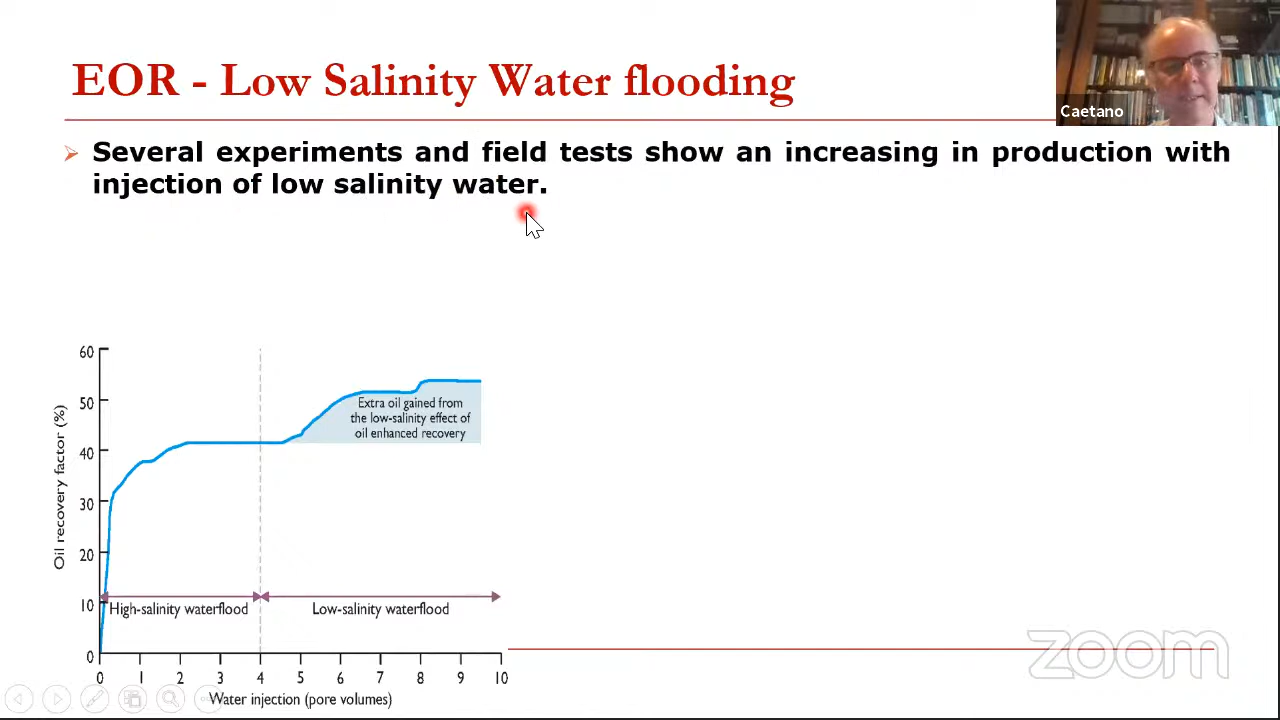 EOR - Low Salinity Water flooding
Caetano
Several experiments and field tests show an increasing in production with
injection of low salinity water.
60
50
40
30
20
10
0
Oil recovery factor (%)
Extra oil gained from
the low-salinity effect of
oil enhanced recovery
High-salinity waterflood
Low-salinity waterflood
0 1 2 3 4 5 6 7 8 9 10
Water injection (pore volumes)
zoom